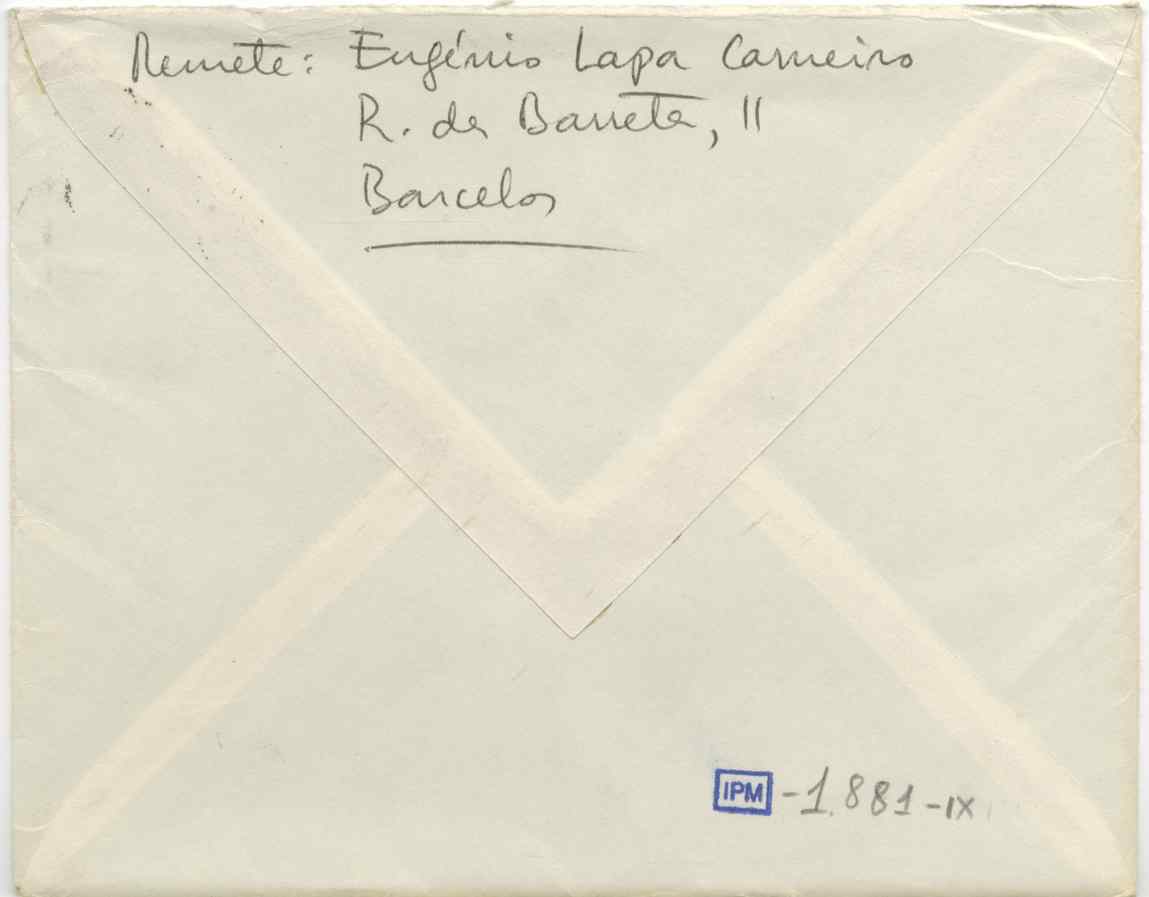 Remete: Eugénio Lapa Carneiro
R. da Barreta, 11
Barcelos
IPM -1.881-IX